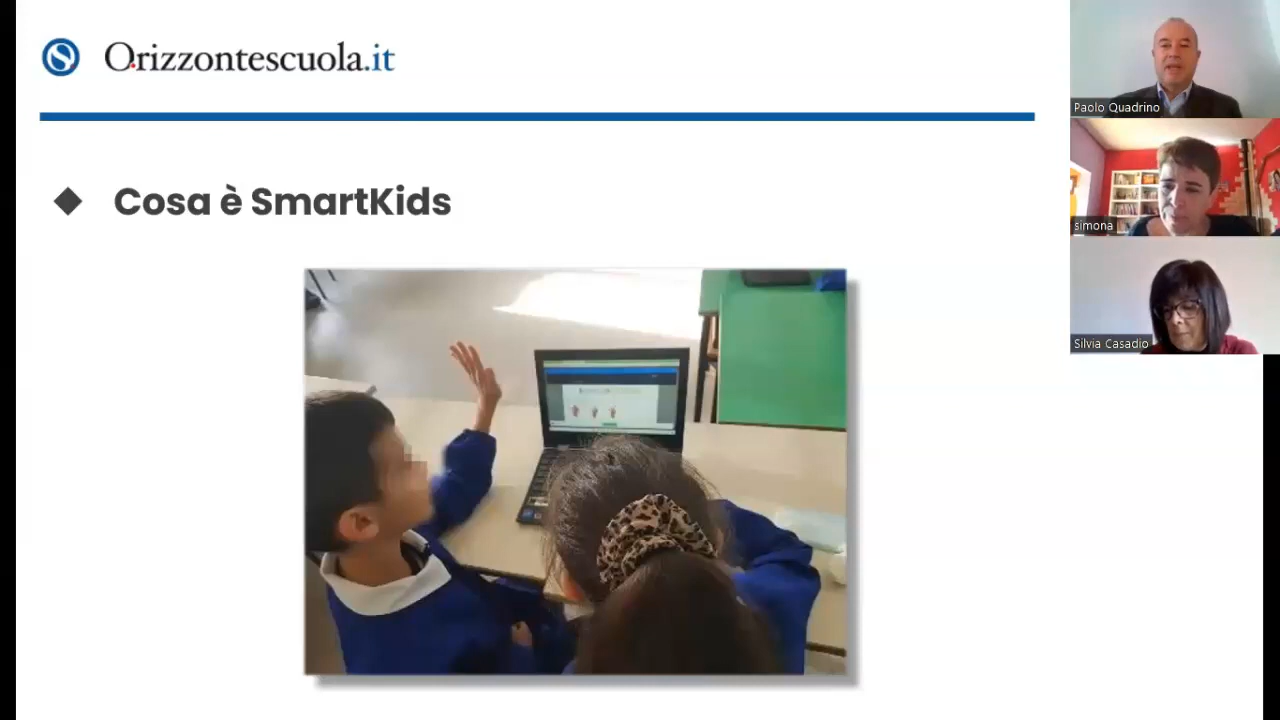 Orizzontescuola.it
Paolo Quadrino
◆ Cosa è SmartKids
simona
Silvia Casadio